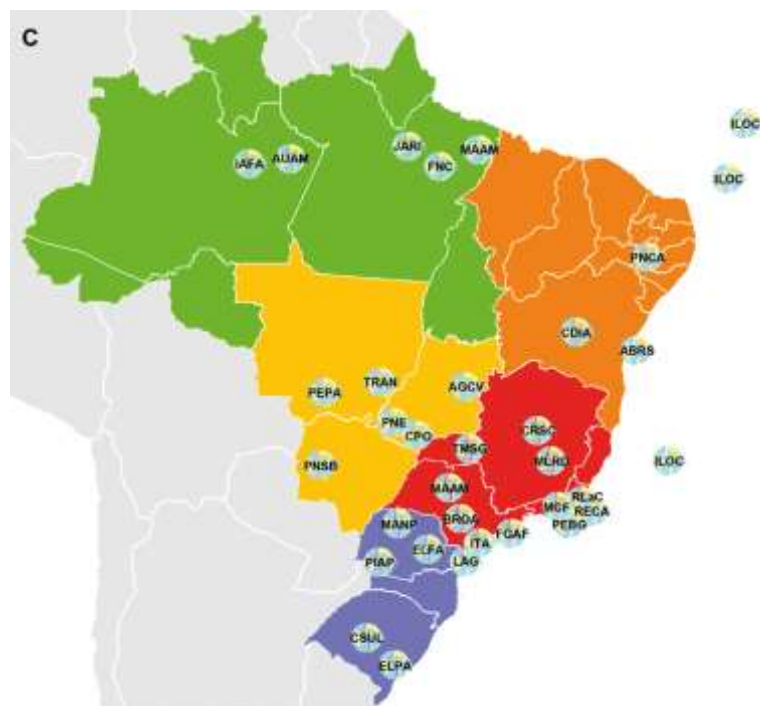 C
ILOC
JARI
MAAM
IAFA
AUAM
FNC
ILOC
PNCA
CDIA
ABRS
TRAN
AGCV
PEPA
PNE
CPO
CRSC
TMSG
MLRD
ILOC
PNSB
MAAM
RLaC
MCF
RECA
MANP
BROA
PEBG
FGAF
ITA
ELFA
PIAP
LAG
CSUL
ELPA